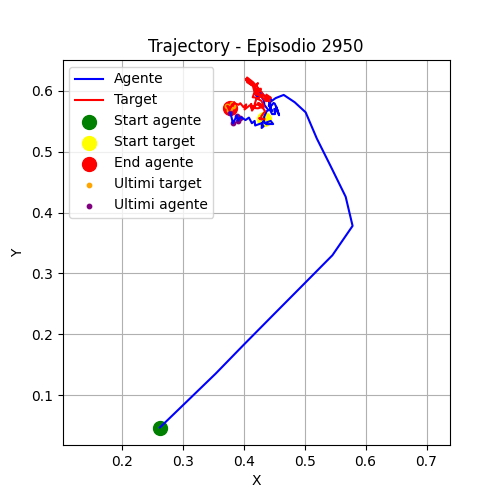 Trajectory - Episodio 2950
Agente
Target
Start agente
Start target
End agente
Ultimi target
Ultimi agente
Y
0.6
0.5
0.4
0.3
0.2
0.1
0.2 0.3 0.4 0.5 0.6 0.7
X